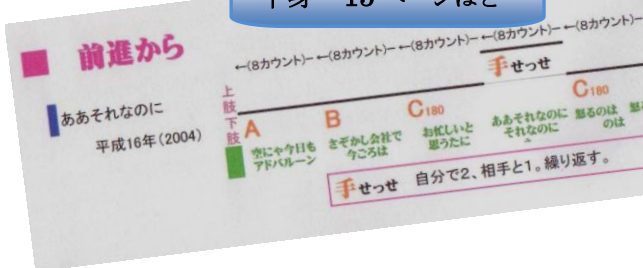 ■ 前進から
←(8カウント)- ←(8カウント)- ←(8カウント)- ←(8カウント)- ←(8カウント)-
手せっせ
上肢
下肢
ああそれなのに
平成16年(2004)
A B C180 C180
空にゃ今日も
アドバルーン
さぞかし会社で
今ごろは
お忙しいと
思うたに
ああそれなのに
それなのに
怒るのは
のは
手せっせ 自分で2、相手と1。繰り返す。